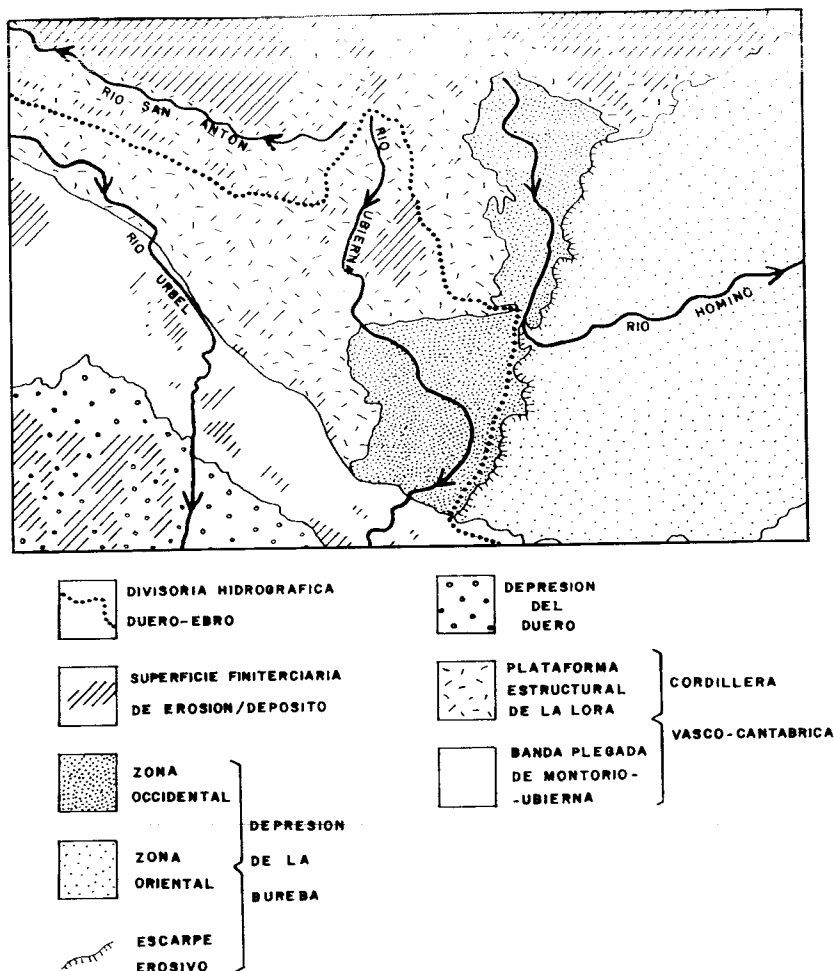 RIO SAN ANTON
RIO UBIERNA
RIO URBEL
RIO HOMINO
DIVISORIA HIDROGRAFICA
DUERO-EBRO
SUPERFICIE FINITERCIARIA
DE EROSION/DEPOSITO
ZONA
OCCIDENTAL
ZONA
ORIENTAL
DEPRESION
DE LA
BUREBA
ESCARPE
EROSIVO
DEPRESION
DEL
DUERO
PLATAFORMA
ESTRUCTURAL
DE LA LORA
BANDA PLEGADA
DE MONTORIO-
-UBIERNA
CORDILLERA
VASCO-CANTABRICA